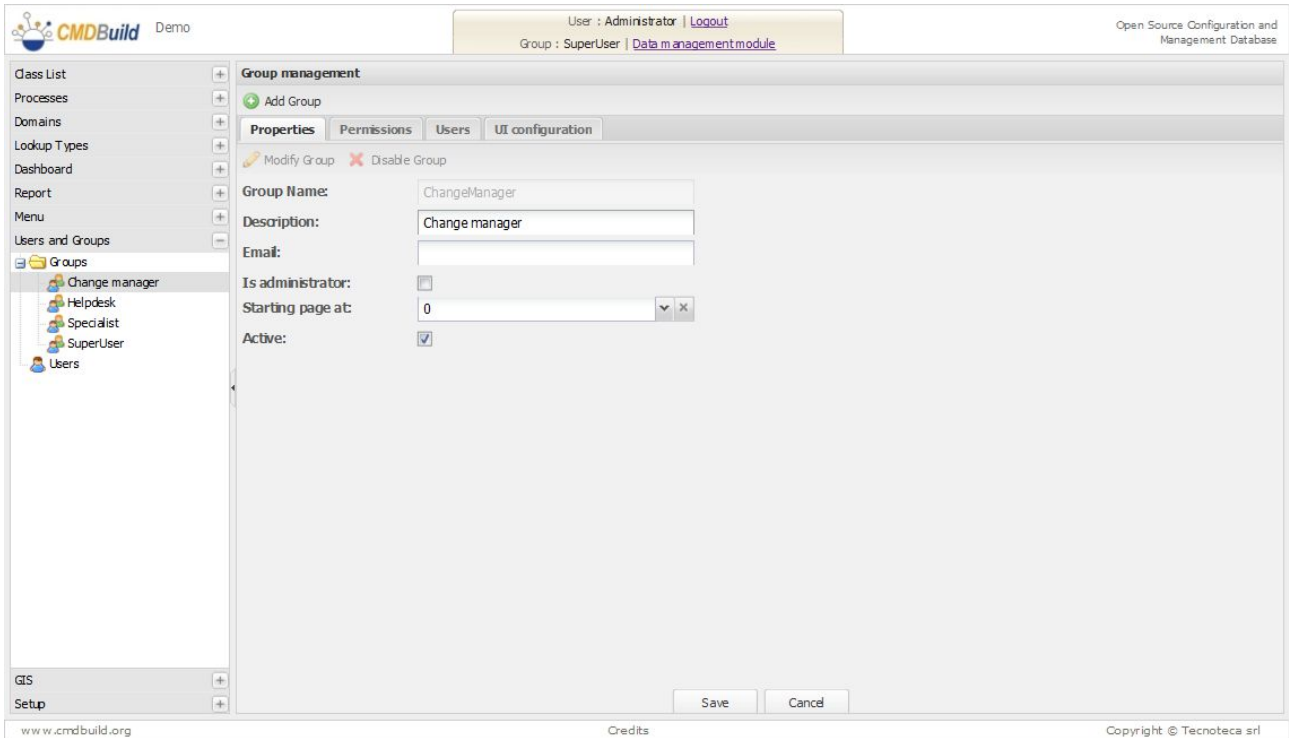 CMDBuild Demo
User : Administrator | Logout
Group : SuperUser | Data management module
Open Source Configuration and
Management Database
Class List
Processes
Domains
Lookup Types
Dashboard
Report
Menu
Users and Groups
Groups
Change manager
Helpdesk
Specialist
SuperUser
Users
GIS
Setup
Group management
Add Group
Properties Permissions Users UI configuration
Modify Group Disable Group
Group Name: ChangeManager
Description: Change manager
Email:
Is administrator:
Starting page at: 0
Active:
Save Cancel
www.cmdbuild.org Credits Copyright © Tecnoteca srl